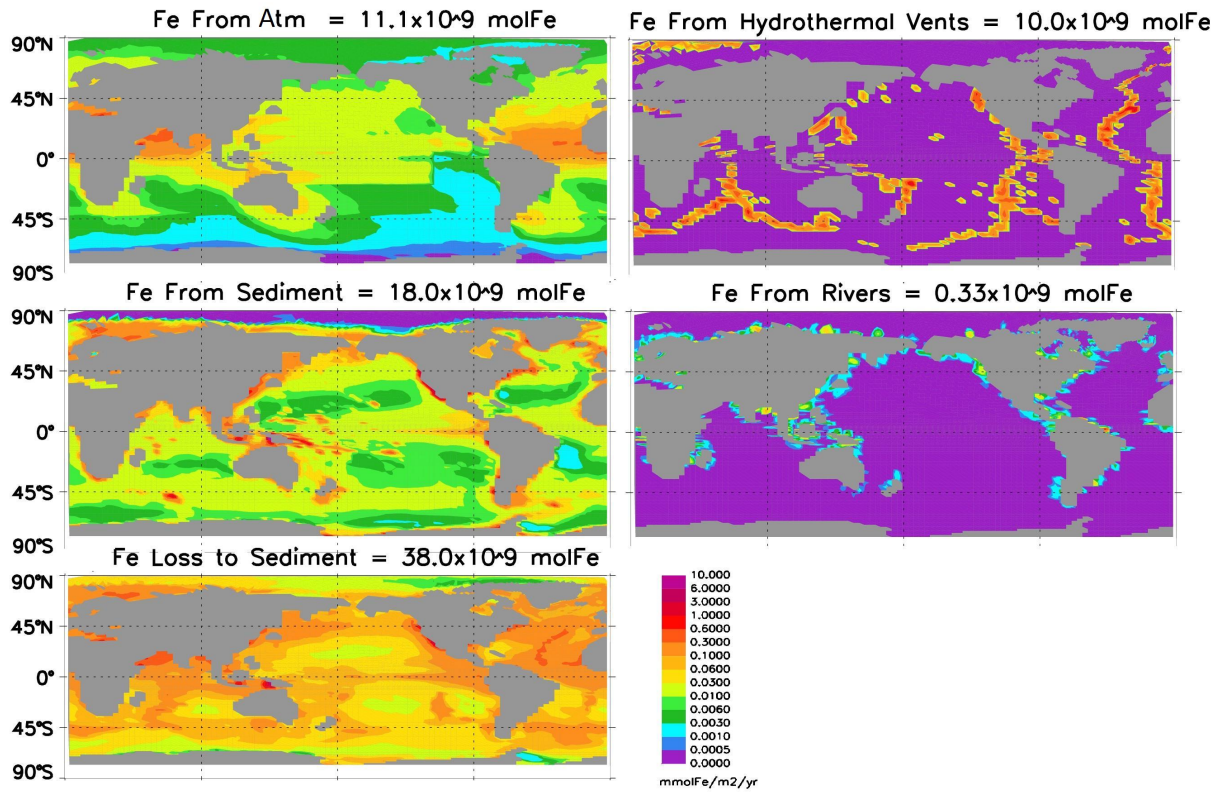 Fe From Atm = 11.1x10^9 molFe
Fe From Hydrothermal Vents = 10.0x10^9 molFe
90°N
45°N
0°
45°S
90°S
Fe From Sediment = 18.0x10^9 molFe
Fe From Rivers = 0.33x10^9 molFe
90°N
45°N
0°
45°S
90°S
Fe Loss to Sediment = 38.0x10^9 molFe
90°N
45°N
0°
45°S
90°S
10.000
6.0000
3.0000
1.0000
0.6000
0.3000
0.1000
0.0600
0.0300
0.0100
0.0060
0.0030
0.0010
0.0005
0.0000
mmolFe/m2/yr